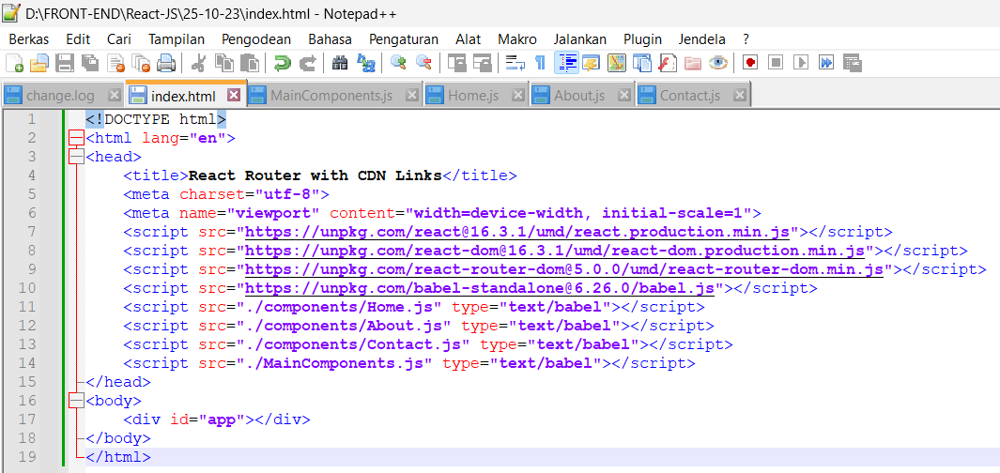 D:\FRONT-END\React-JS\25-10-23\index.html - Notepad++
Berkas Edit Cari Tampilan Pengodean Bahasa Pengaturan Alat Makro Jalankan Plugin Jendela ?
change.log index.html MainComponents.js Home.js About.js Contact.js
1 <!DOCTYPE html>
2 <html lang="en">
3 <head>
4 <title>React Router with CDN Links</title>
5 <meta charset="utf-8">
6 <meta name="viewport" content="width=device-width, initial-scale=1">
7 <script src="https://unpkg.com/react@16.3.1/umd/react.production.min.js"></script>
8 <script src="https://unpkg.com/react-dom@16.3.1/umd/react-dom.production.min.js"></script>
9 <script src="https://unpkg.com/react-router-dom@5.0.0/umd/react-router-dom.min.js"></script>
10 <script src="https://unpkg.com/babel-standalone@6.26.0/babel.js"></script>
11 <script src="./components/Home.js" type="text/babel"></script>
12 <script src="./components/About.js" type="text/babel"></script>
13 <script src="./components/Contact.js" type="text/babel"></script>
14 <script src="./MainComponents.js" type="text/babel"></script>
15 </head>
16 <body>
17 <div id="app"></div>
18 </body>
19 </html>